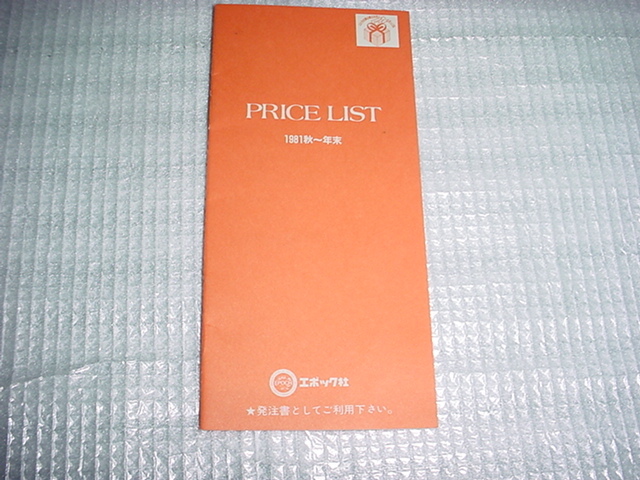 PRICE LIST
1981秋～年末
EPOCH
エポック社
★発注書としてご利用下さい。